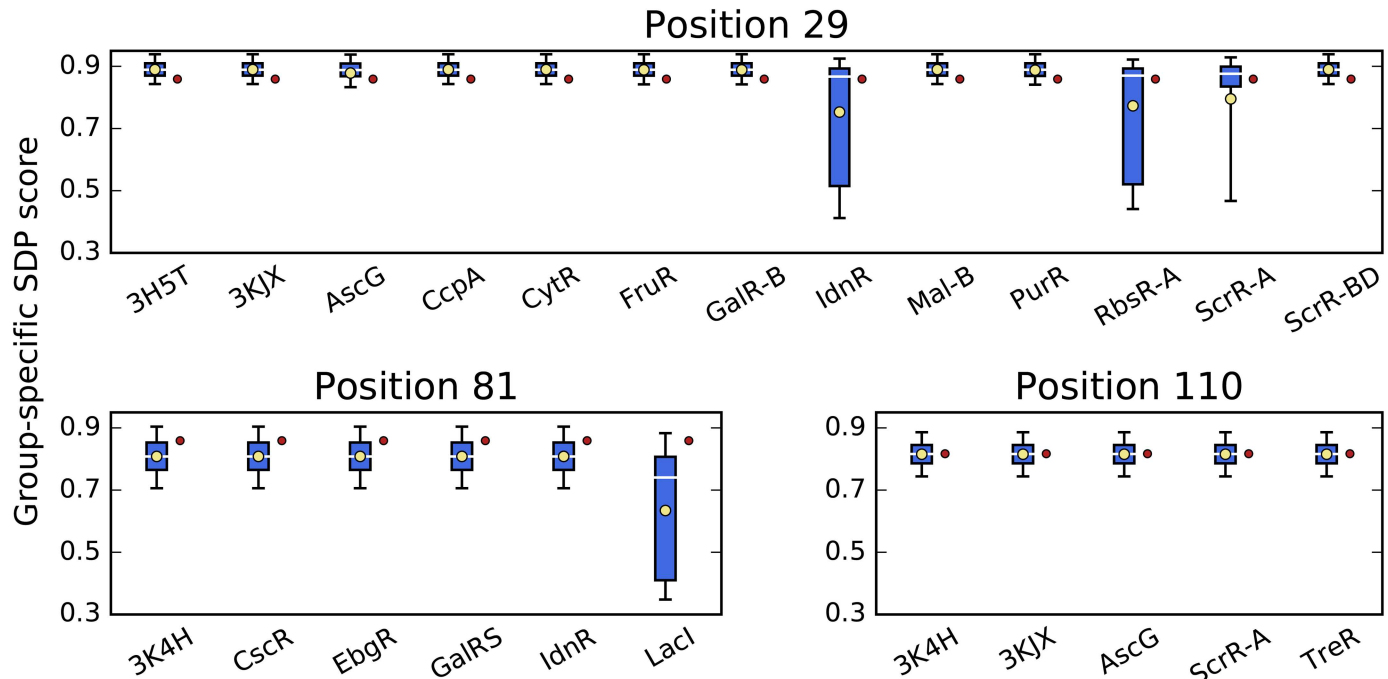 Position 29
Group-specific SDP score
0.9
0.7
0.5
0.3
3H5T 3KJX AscG CcpA CytR FruR GalR-B IdnR Mal-B PurR RbsR-A ScrR-A ScrR-BD
Position 81
0.9
0.7
0.5
0.3
3K4H CscR EbgR GalRS IdnR LacI
Position 110
0.9
0.7
0.5
0.3
3K4H 3KJX AscG ScrR-A TreR